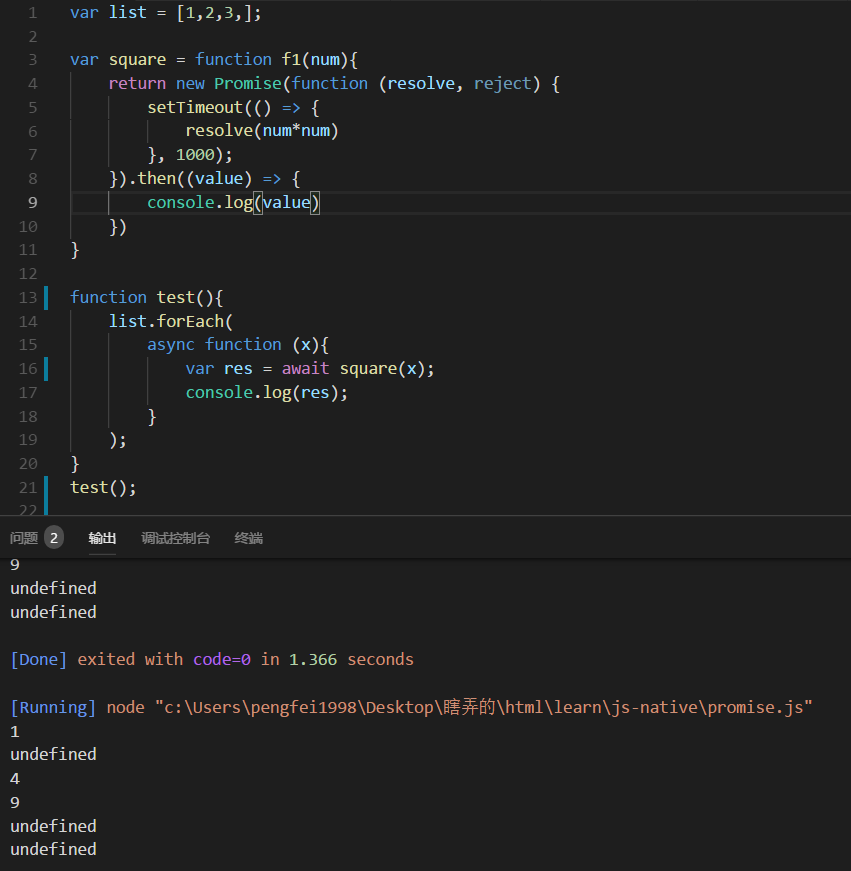 1 var list = [1,2,3,];
2
3 var square = function f1(num){
4 return new Promise(function (resolve, reject) {
5 setTimeout(() => {
6 resolve(num*num)
7 }, 1000);
8 }).then((value) => {
9 console.log(value)
10 })
11 }
12
13 function test(){
14 list.forEach(
15 async function (x){
16 var res = await square(x);
17 console.log(res);
18 }
19 );
20 }
21 test();
22
问题 2 输出 调试控制台 终端
9
undefined
undefined
[Done] exited with code=0 in 1.366 seconds
[Running] node "c:\Users\pengfei1998\Desktop\瞎弄的\html\learn\js-native\promise.js"
1
undefined
4
9
undefined
undefined